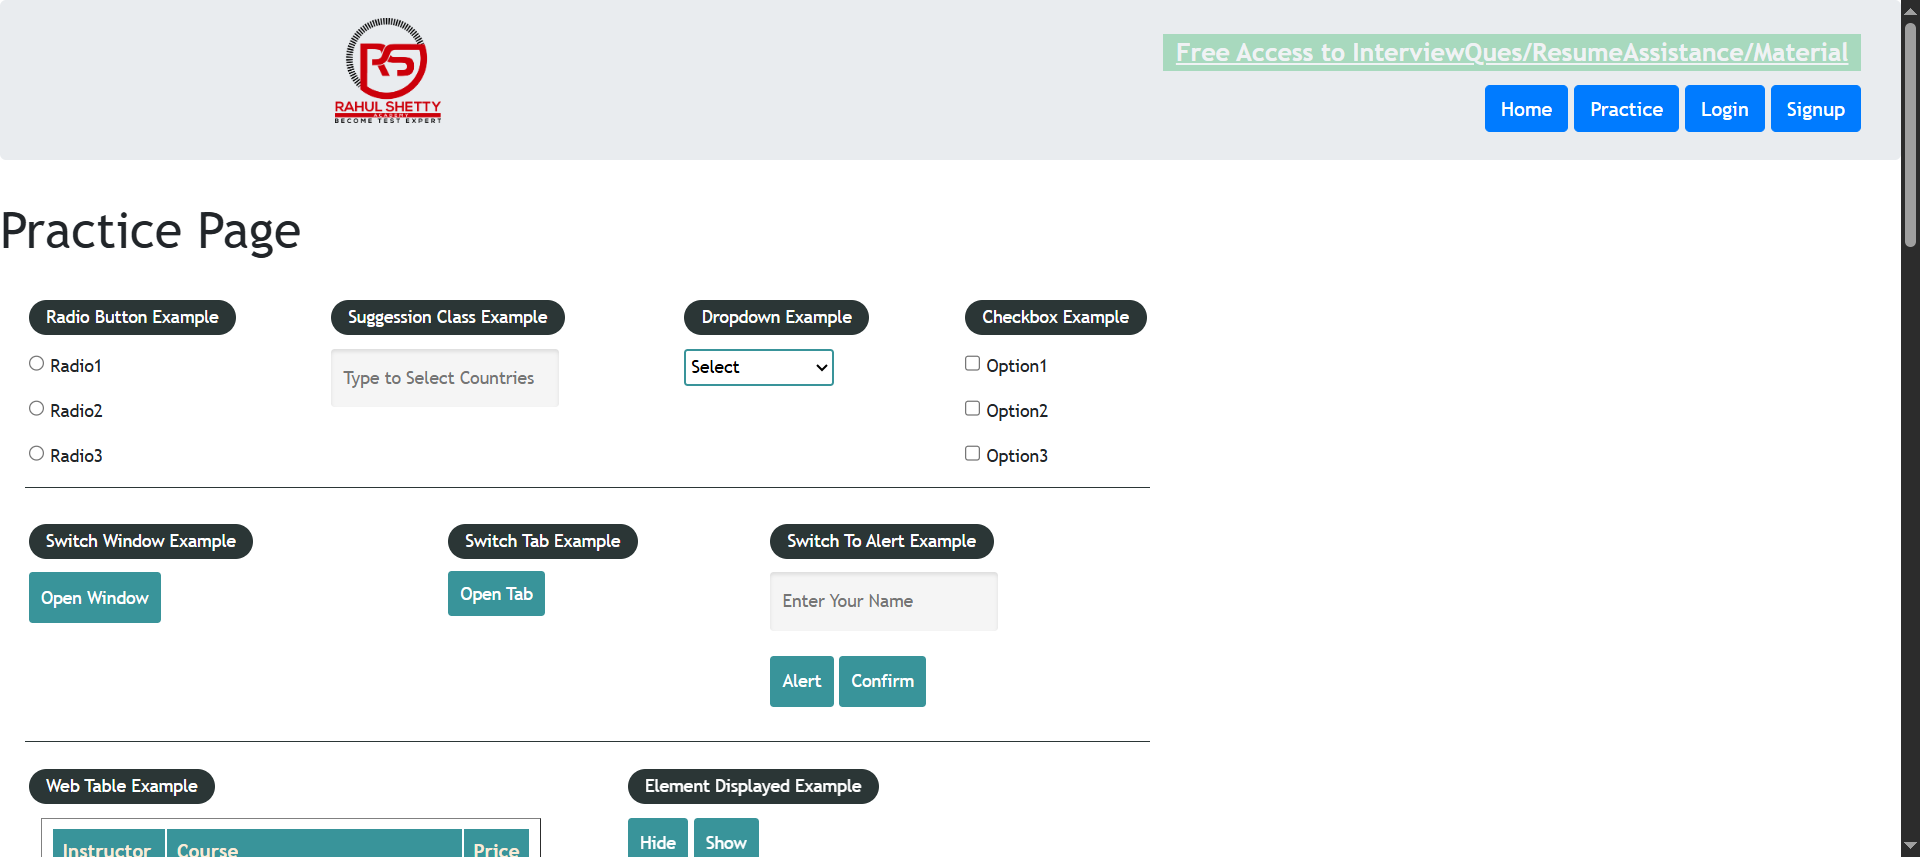 RAHUL SHETTY
ACADEMY
BECOME TEST EXPERT
Free Access to InterviewQues/ResumeAssistance/Material
Home Practice Login Signup
Practice Page
Radio Button Example
Radio1
Radio2
Radio3
Suggession Class Example
Type to Select Countries
Dropdown Example
Select
Checkbox Example
Option1
Option2
Option3
Switch Window Example
Open Window
Switch Tab Example
Open Tab
Switch To Alert Example
Enter Your Name
Alert Confirm
Web Table Example
Instructor Course Price
Element Displayed Example
Hide Show